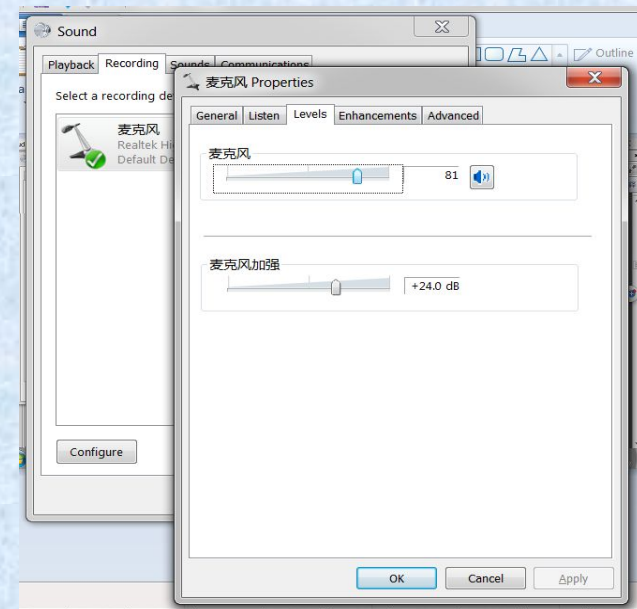 Sound
Playback Recording Sounds Communications
Select a recording de
麦克风
Realtek Hi
Default De
Configure
Outline
麦克风 Properties
General Listen Levels Enhancements Advanced
麦克风
81
麦克风加强
+24.0 dB
OK Cancel Apply